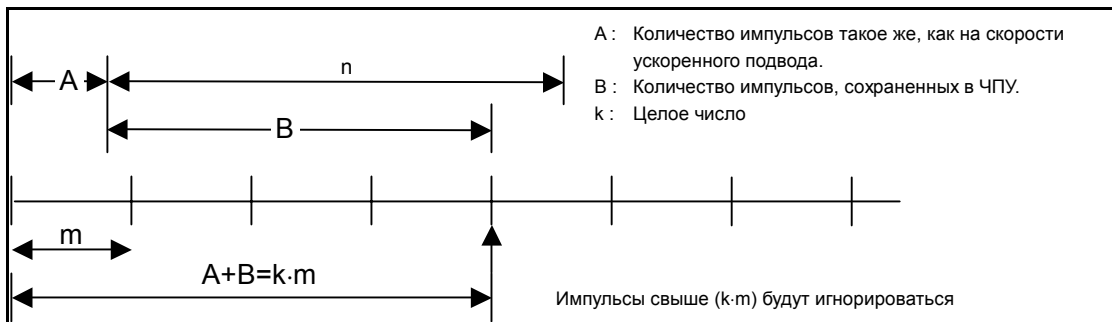 A : Количество импульсов такое же, как на скорости
ускоренного подвода.
B : Количество импульсов, сохраненных в ЧПУ.
k : Целое число
A
n
B
m
A+B=k·m
Импульсы свыше (k·m) будут игнорироваться